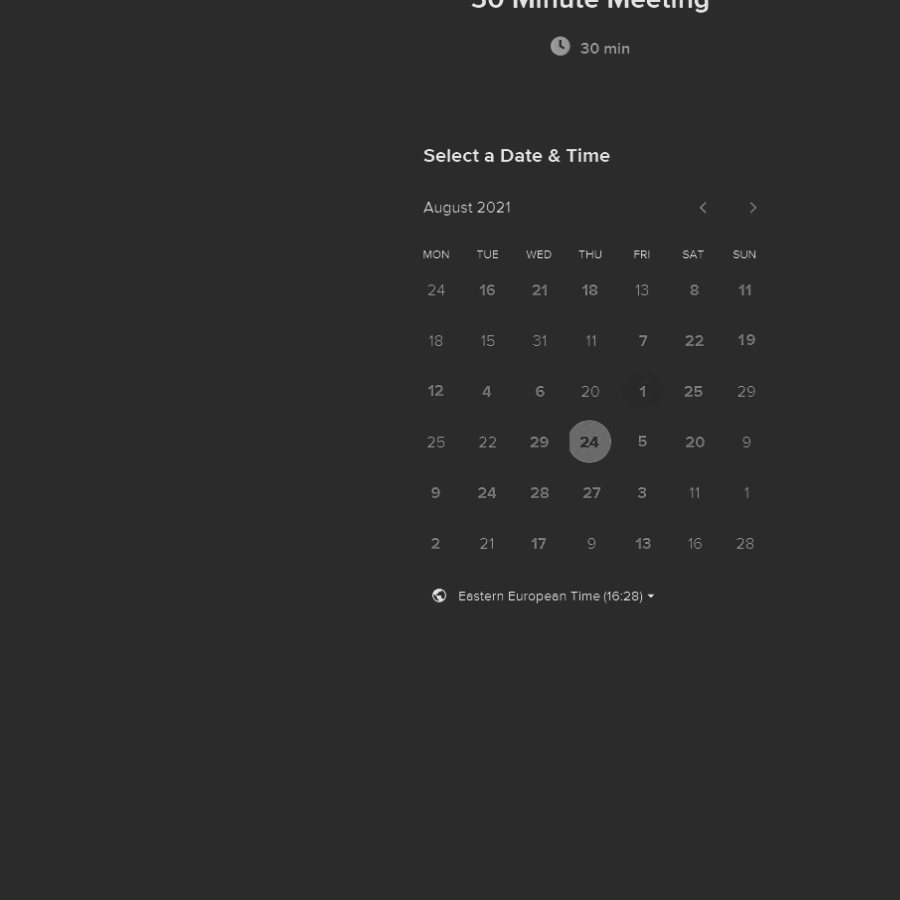 30 Minute Meeting
30 min
Select a Date & Time
August 2021
MON TUE WED THU FRI SAT SUN
24 16 21 18 13 8 11
18 15 31 11 7 22 19
12 4 6 20 1 25 29
25 22 29 24 5 20 9
9 24 28 27 3 11 1
2 21 17 9 13 16 28
Eastern European Time (16:28)